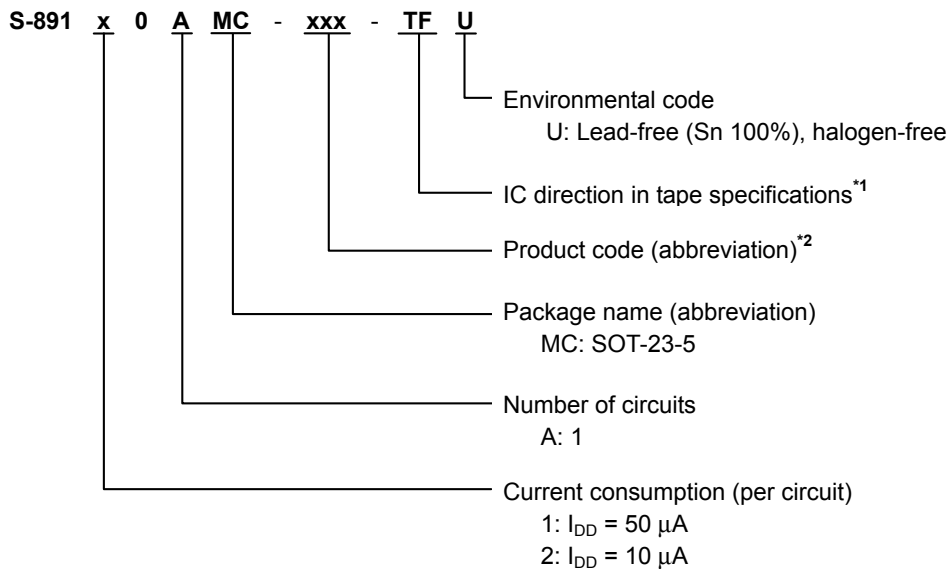 S-891 x 0 A MC - xxx - TF U
Environmental code
U: Lead-free (Sn 100%), halogen-free
IC direction in tape specifications*1
Product code (abbreviation)*2
Package name (abbreviation)
MC: SOT-23-5
Number of circuits
A: 1
Current consumption (per circuit)
1: IDD = 50 μA
2: IDD = 10 μA